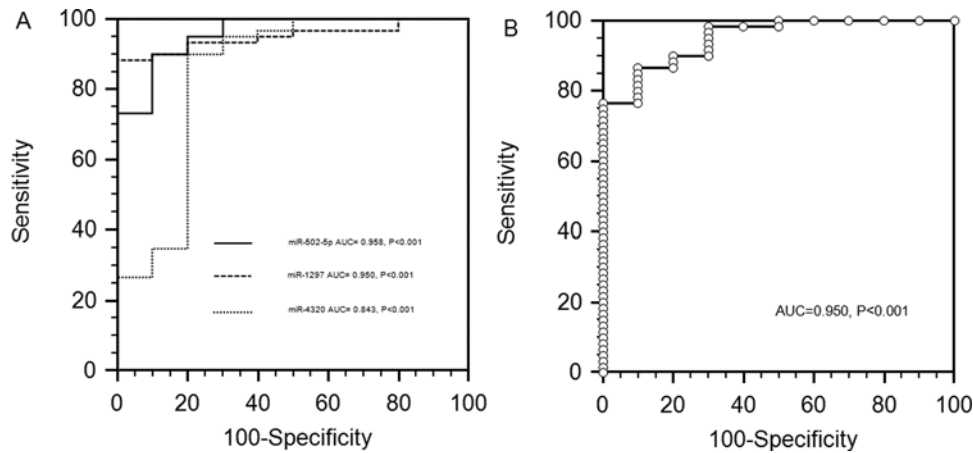 A
100
80
60
40
20
0
Sensitivity
miR-502-5p AUC= 0.958, P<0.001
miR-1297 AUC= 0.950, P<0.001
miR-4320 AUC= 0.843, P<0.001
0 20 40 60 80 100
100-Specificity
B
100
80
60
40
20
0
Sensitivity
AUC=0.950, P<0.001
0 20 40 60 80 100
100-Specificity